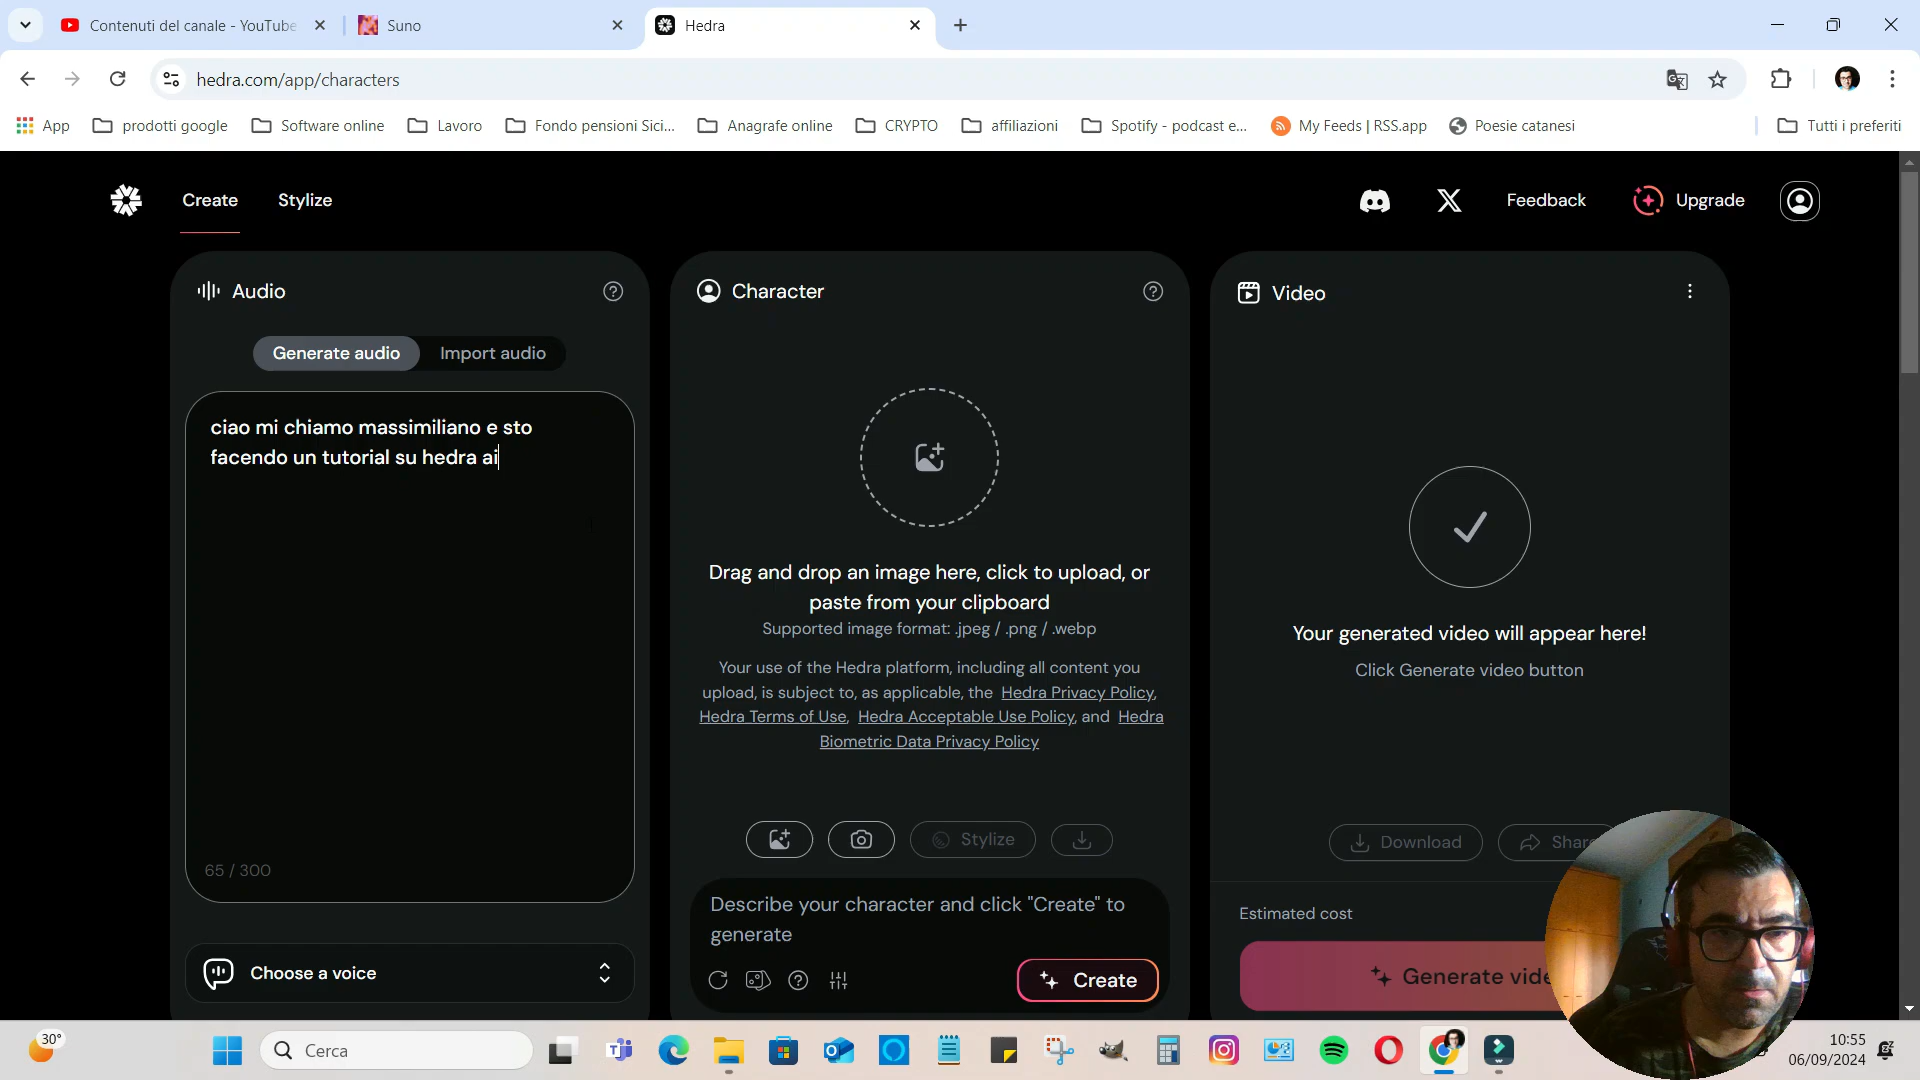 Contenuti del canale - YouTube
Suno
Hedra
hedra.com/app/characters
App
prodotti google
Software online
Lavoro
Fondo pensioni Sici...
Anagrafe online
CRYPTO
affiliazioni
Spotify - podcast e...
My Feeds | RSS.app
Poesie catanesi
Tutti i preferiti
Create
Stylize
Feedback
Upgrade
Audio
Generate audio
Import audio
ciao mi chiamo massimiliano e sto
facendo un tutorial su hedra ai
65 / 300
Choose a voice
Character
Drag and drop an image here, click to upload, or
paste from your clipboard
Supported image format: .jpeg / .png / .webp
Your use of the Hedra platform, including all content you
upload, is subject to, as applicable, the Hedra Privacy Policy,
Hedra Terms of Use, Hedra Acceptable Use Policy, and Hedra
Biometric Data Privacy Policy
Stylize
Describe your character and click "Create" to
generate
Create
Video
Your generated video will appear here!
Click Generate video button
Download
Share
Estimated cost
Generate vide
30°
Cerca
10:55
06/09/2024